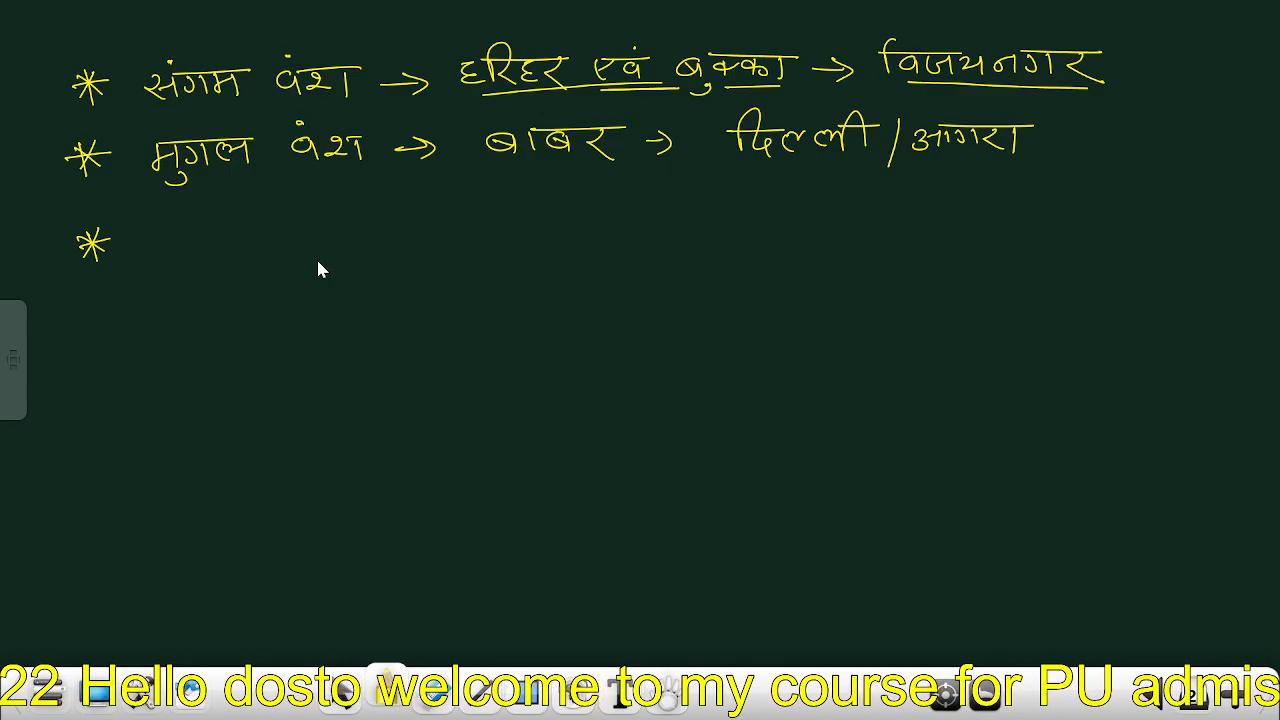 * संगम वंश → हरिहर एवं बुक्का → विजयनगर
* मुगल वंश → बाबर → दिल्ली / आगरा
*
22 Hello dosto welcome to my course for PU admis